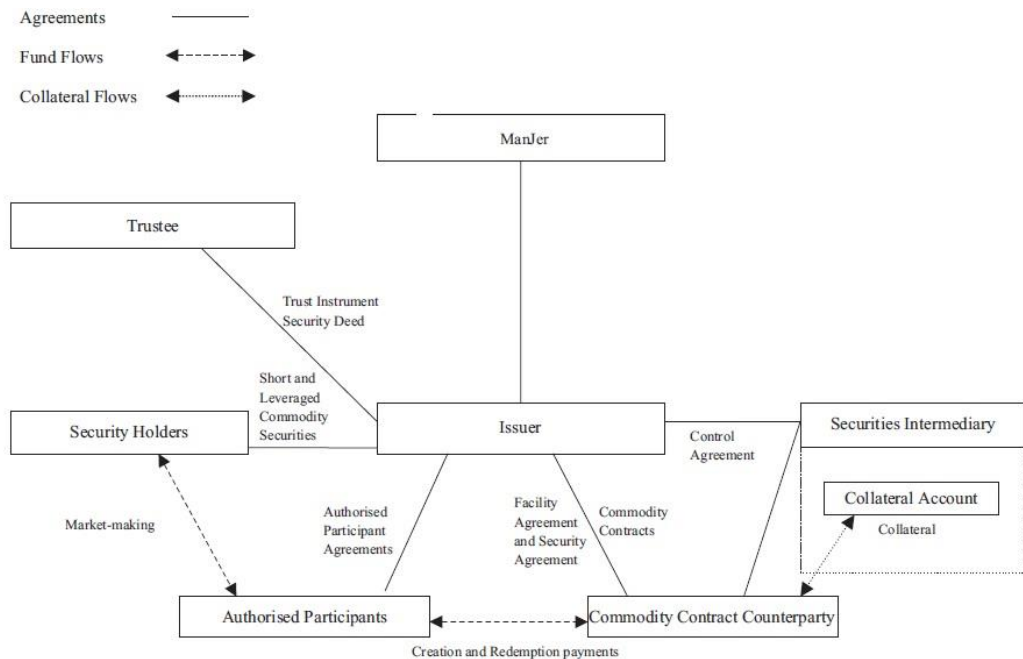 Agreements
Fund Flows
Collateral Flows
ManJer
Trustee
Trust Instrument
Security Deed
Short and
Leveraged
Commodity
Securities
Security Holders
Issuer
Securities Intermediary
Control
Agreement
Collateral Account
Collateral
Market-making
Authorised
Participant
Agreements
Facility
Agreement
and Security
Agreement
Commodity
Contracts
Authorised Participants
Commodity Contract Counterparty
Creation and Redemption payments